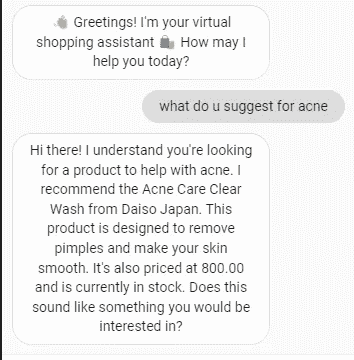 👋 Greetings! I'm your virtual
shopping assistant 🛍️ How may I
help you today?
what do u suggest for acne
Hi there! I understand you're looking
for a product to help with acne. I
recommend the Acne Care Clear
Wash from Daiso Japan. This
product is designed to remove
pimples and make your skin
smooth. It's also priced at 800.00
and is currently in stock. Does this
sound like something you would be
interested in?